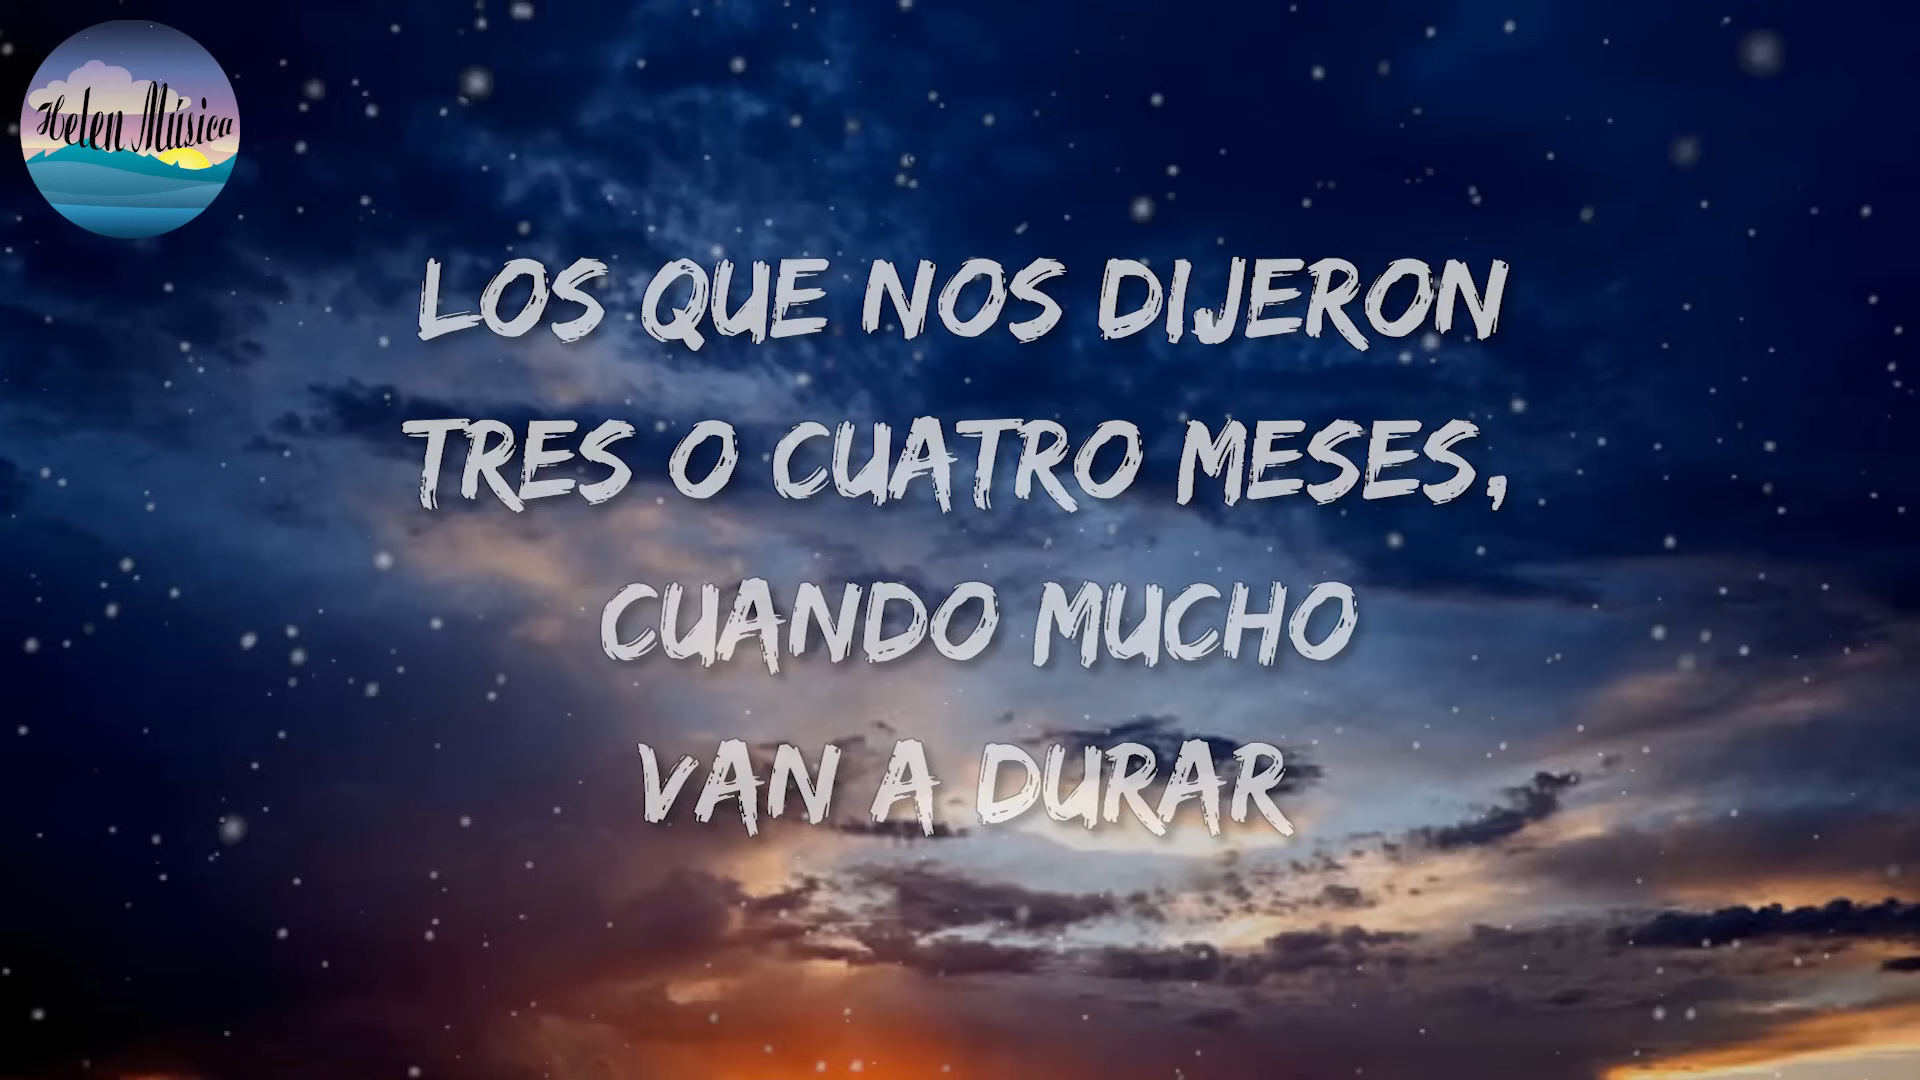 Helen Música
LOS QUE NOS DIJERON
TRES O CUATRO MESES,
CUANDO MUCHO
VAN A DURAR